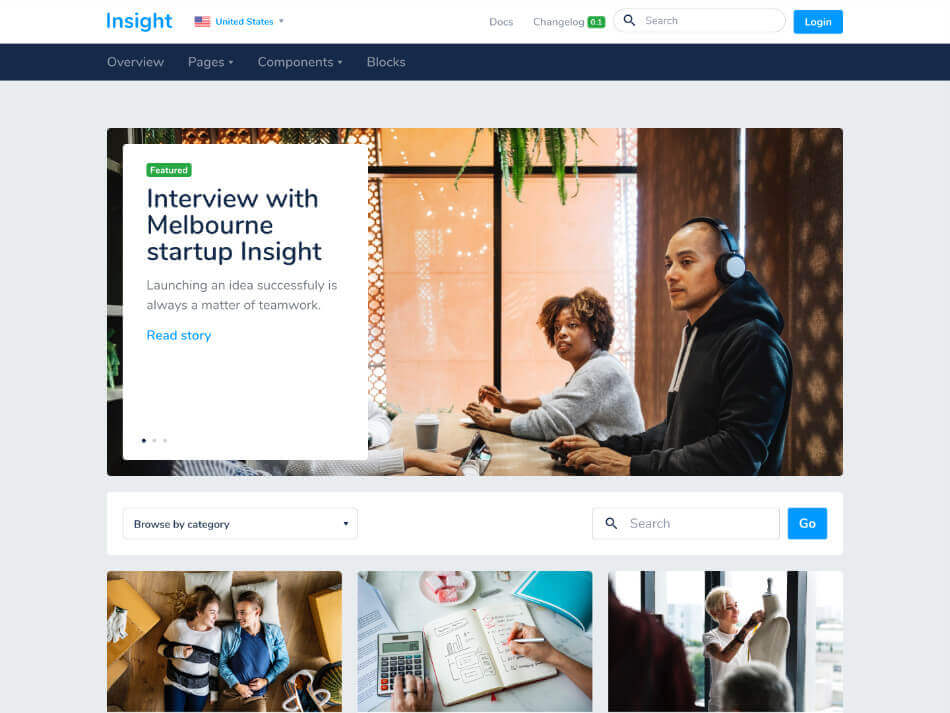 Insight
United States
Docs
Changelog 0.1
Search
Login
Overview
Pages
Components
Blocks
Featured
Interview with
Melbourne
startup Insight
Launching an idea successfuly is
always a matter of teamwork.
Read story
Browse by category
Search
Go